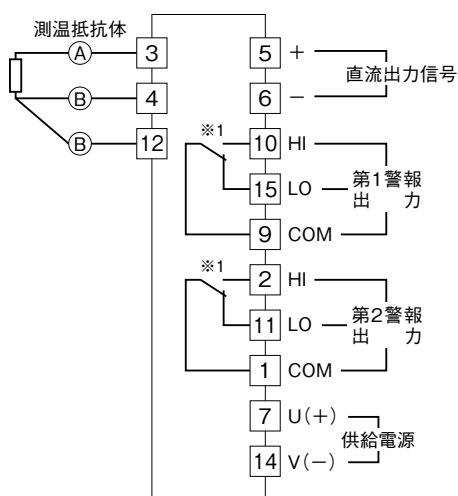 測温抵抗体
A 3
B 4
B 12
5 +
6 −
直流出力信号
※1
10 HI
15 LO
9 COM
第1警報
出 力
※1
2 HI
11 LO
1 COM
第2警報
出 力
7 U(+)
14 V(−)
供給電源